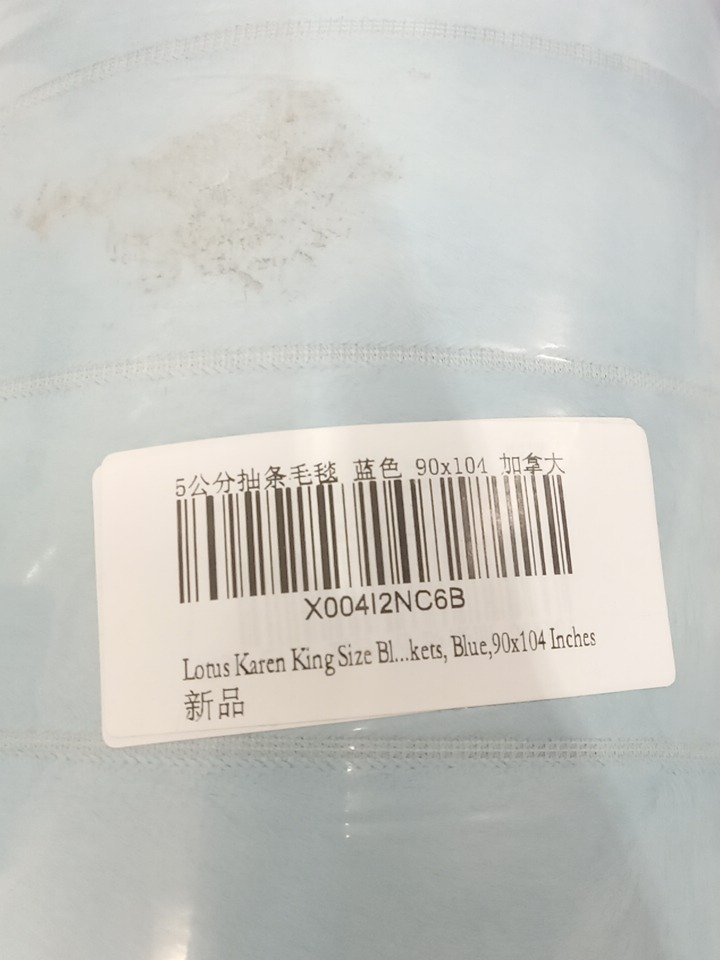 5公分抽条毛毯 蓝色 90x104 加拿大
X004I2NC6B
Lotus Karen King Size Bl...kets, Blue,90x104 Inches
新品